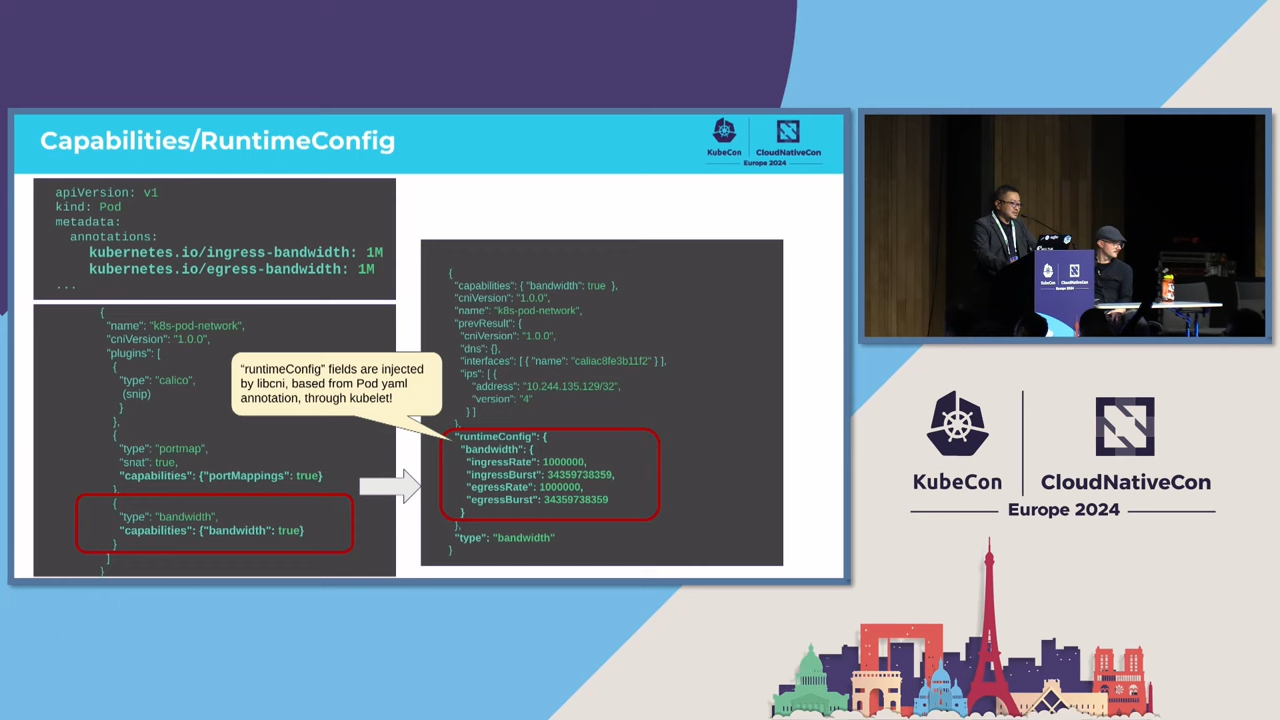 Capabilities/RuntimeConfig
KubeCon
CloudNativeCon
Europe 2024
apiVersion: v1
kind: Pod
metadata:
annotations:
kubernetes.io/ingress-bandwidth: 1M
kubernetes.io/egress-bandwidth: 1M
...
{
"name": "k8s-pod-network",
"cniVersion": "1.0.0",
"plugins": [
{
"type": "calico",
(snip)
}
},
{
"type": "portmap",
"snat": true,
"capabilities": {"portMappings": true}
},
{
"type": "bandwidth",
"capabilities": {"bandwidth": true}
}
]
}
"runtimeConfig" fields are injected
by libcni, based from Pod yaml
annotation, through kubelet!
{
"capabilities": { "bandwidth": true },
"cniVersion": "1.0.0",
"name": "k8s-pod-network",
"prevResult": {
"cniVersion": "1.0.0",
"dns": {},
"interfaces": [ { "name": "caliac8fe3b11f2" } ],
"ips": [ {
"address": "10.244.135.129/32",
"version": "4"
} ]
},
"runtimeConfig": {
"bandwidth": {
"ingressRate": 1000000,
"ingressBurst": 34359738359,
"egressRate": 1000000,
"egressBurst": 34359738359
}
},
"type": "bandwidth"
}
KubeCon
CloudNativeCon
Europe 2024
KubeCon
CloudNativeCon
Europe 2024